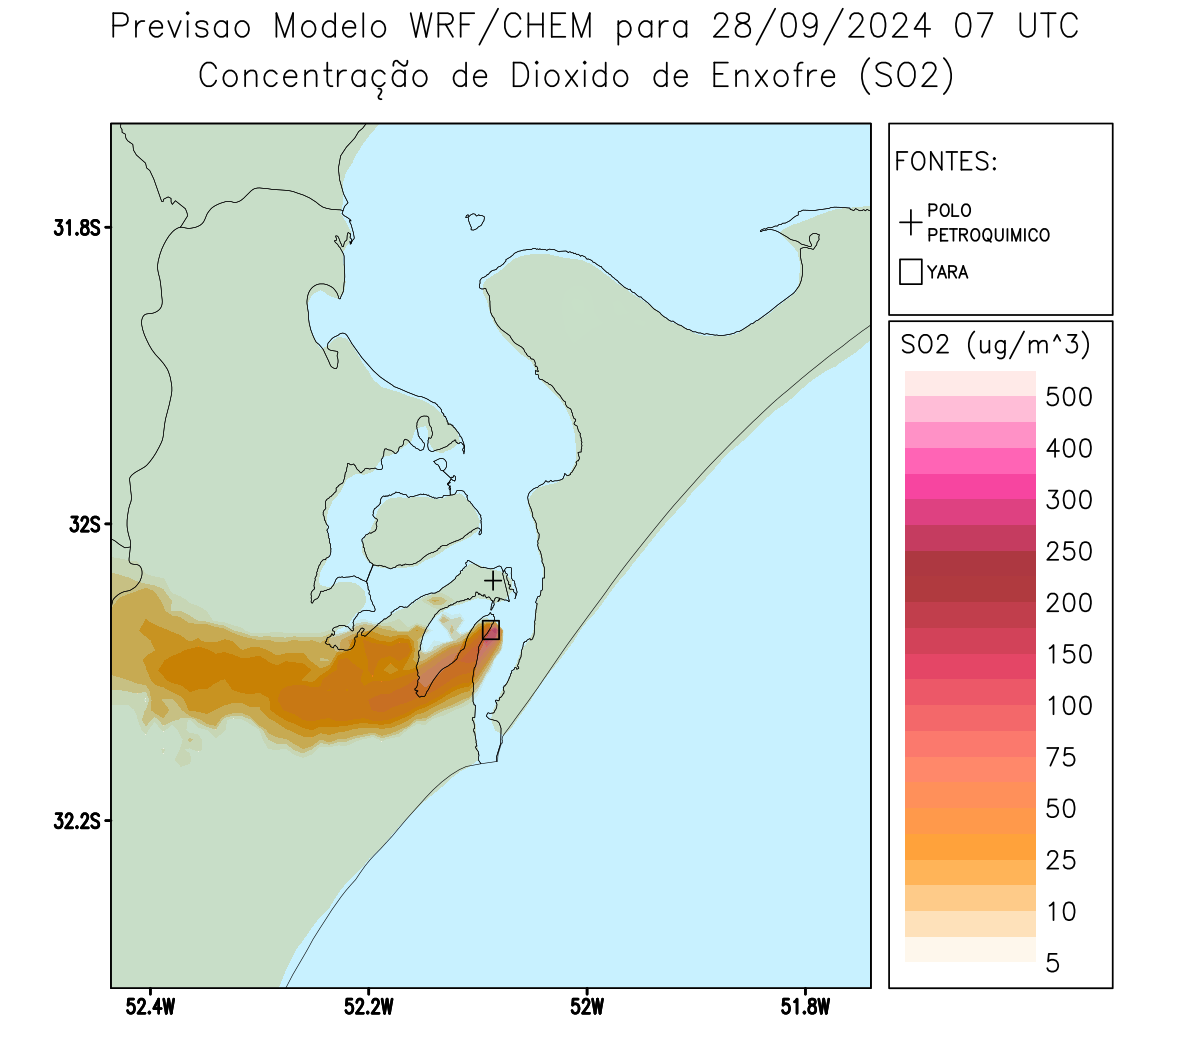 Previsao Modelo WRF/CHEM para 28/09/2024 07 UTC
Concentração de Dioxido de Enxofre (SO2)
FONTES:
POLO
PETROQUIMICO
YARA
SO2 (ug/m^3)
500
400
300
250
200
150
100
75
50
25
10
5
31.8S
32S
32.2S
52.4W 52.2W 52W 51.8W